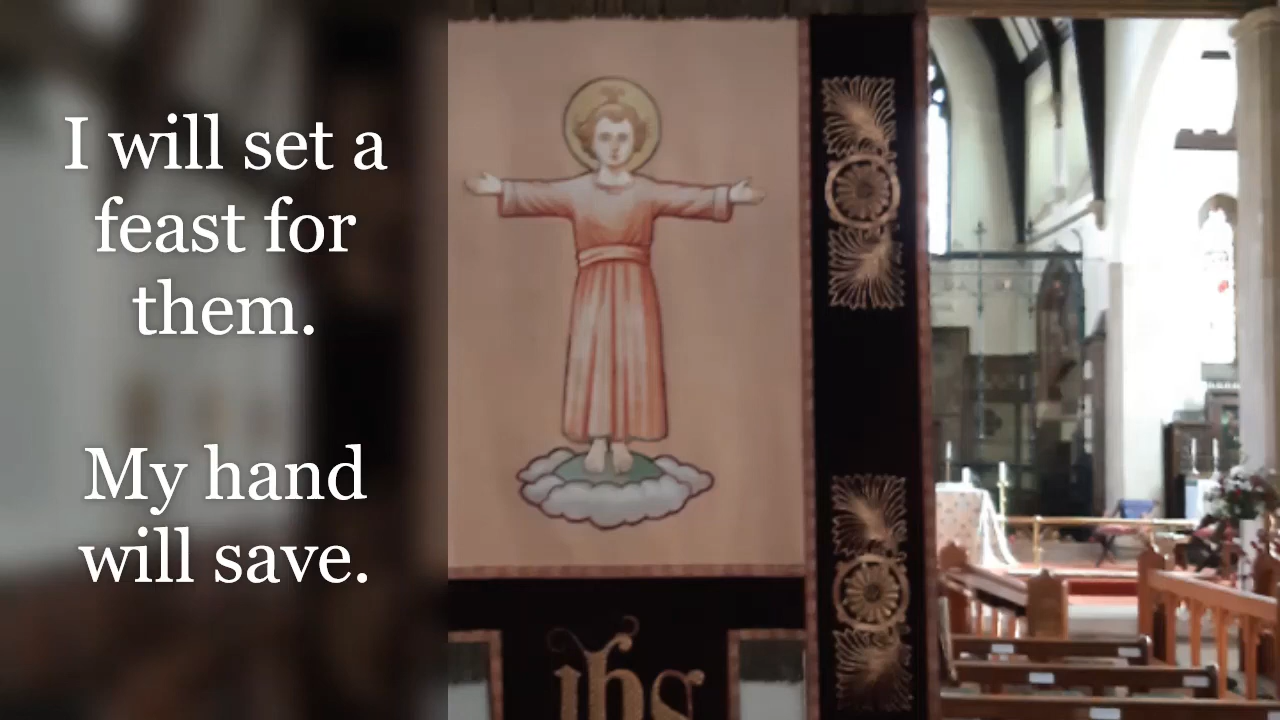 I will set a
feast for
them.
My hand
will save.
ihs